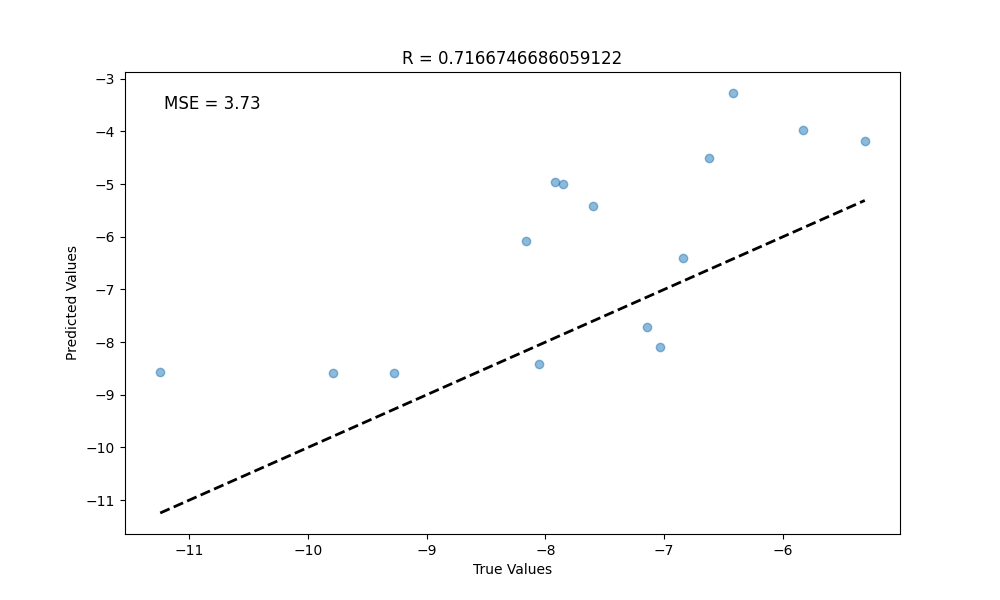 R = 0.7166746686059122
MSE = 3.73
−3
−4
−5
−6
−7
−8
−9
−10
−11
Predicted Values
−11 −10 −9 −8 −7 −6
True Values